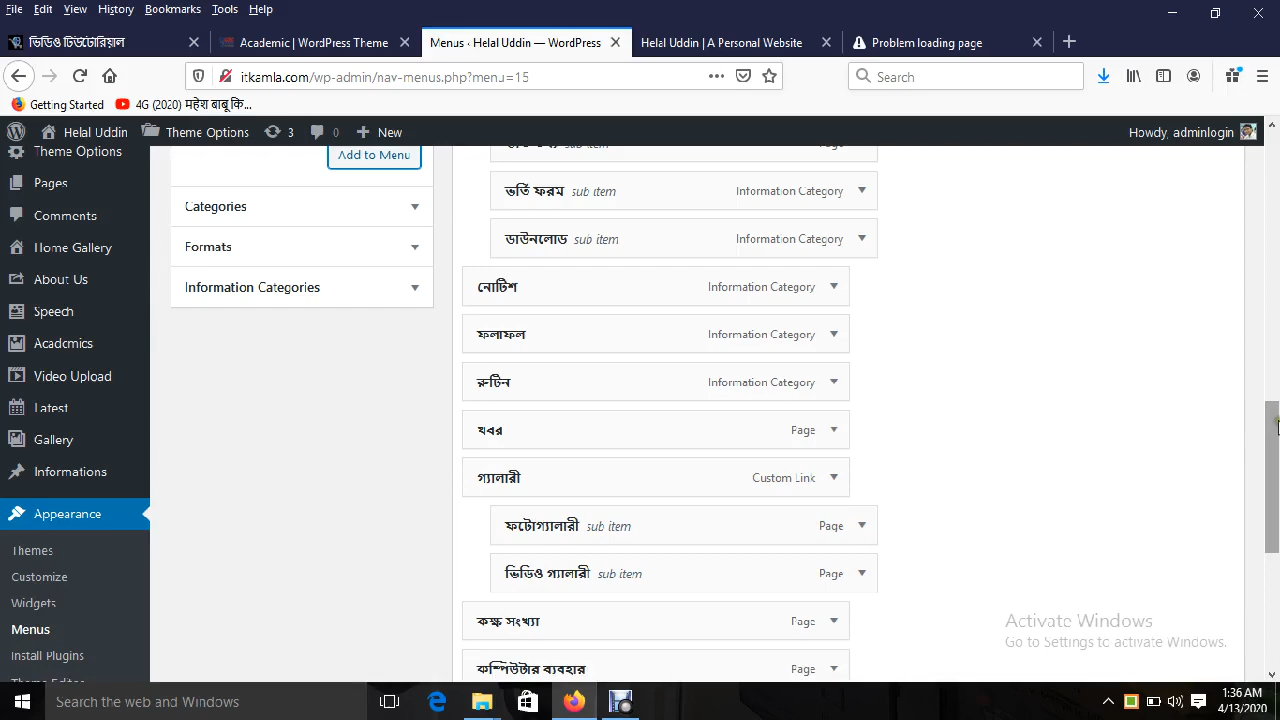 File Edit View History Bookmarks Tools Help
ভিডিও টিউটোরিয়াল
Academic | WordPress Theme
Menus ‹ Helal Uddin — WordPress
Helal Uddin | A Personal Website
Problem loading page
itkamla.com/wp-admin/nav-menus.php?menu=15
Search
Getting Started
4G (2020) महेश बाबू कि...
Helal Uddin
Theme Options
3
0
New
Howdy, adminlogin
Theme Options
Pages
Comments
Home Gallery
About Us
Speech
Acadcmics
Video Upload
Latest
Gallery
Informations
Appearance
Themes
Customize
Widgets
Menus
Install Plugins
Add to Menu
Categories
Formats
Information Categories
sub item Page
ভর্তি ফরম sub item Information Category
ডাউনলোড sub item Information Category
নোটিশ Information Category
ফলাফল Information Category
রুটিন Information Category
খবর Page
গ্যালারী Custom Link
ফটোগ্যালারী sub item Page
ভিডিও গ্যালারী sub item Page
কক্ষ সংখ্যা Page
কম্পিউটার ব্যবহার Page
Activate Windows
Go to Settings to activate Windows.
Search the web and Windows
1:36 AM
4/13/2020